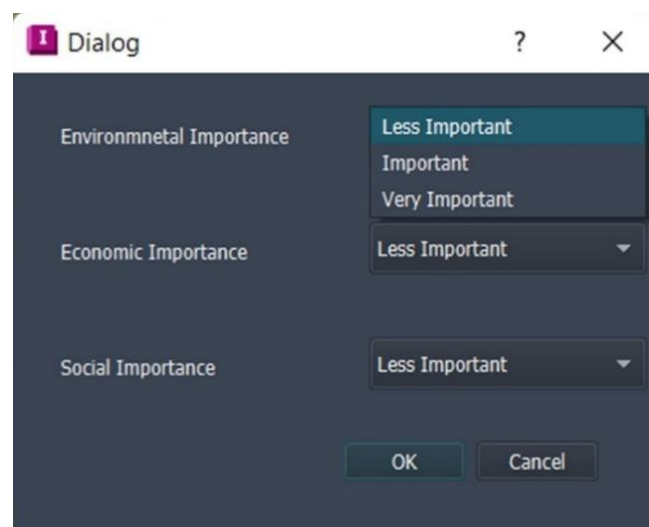 I Dialog ? ×
Environmnetal Importance Less Important
Important
Very Important
Economic Importance Less Important
Social Importance Less Important
OK Cancel